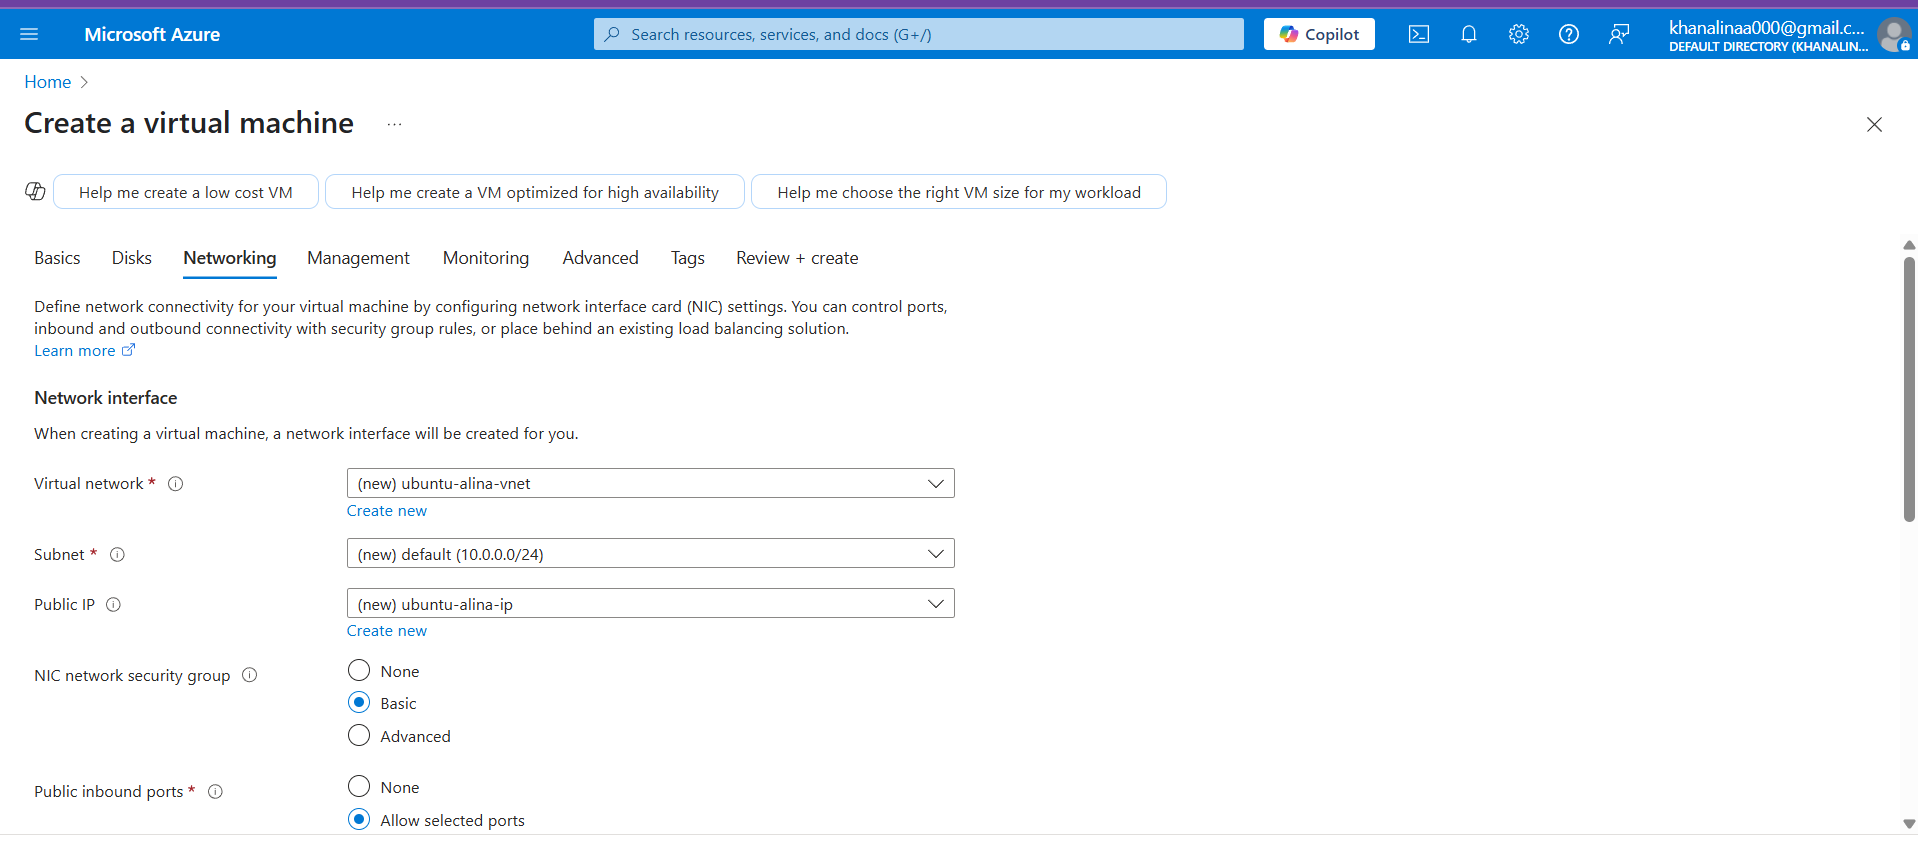 Microsoft Azure
Search resources, services, and docs (G+/)
Copilot
khanalinaa000@gmail.c...
DEFAULT DIRECTORY (KHANALIN...
Home
Create a virtual machine
...
Help me create a low cost VM
Help me create a VM optimized for high availability
Help me choose the right VM size for my workload
Basics
Disks
Networking
Management
Monitoring
Advanced
Tags
Review + create
Define network connectivity for your virtual machine by configuring network interface card (NIC) settings. You can control ports,
inbound and outbound connectivity with security group rules, or place behind an existing load balancing solution.
Learn more
Network interface
When creating a virtual machine, a network interface will be created for you.
Virtual network *
(new) ubuntu-alina-vnet
Create new
Subnet *
(new) default (10.0.0.0/24)
Public IP
(new) ubuntu-alina-ip
Create new
NIC network security group
None
Basic
Advanced
Public inbound ports *
None
Allow selected ports